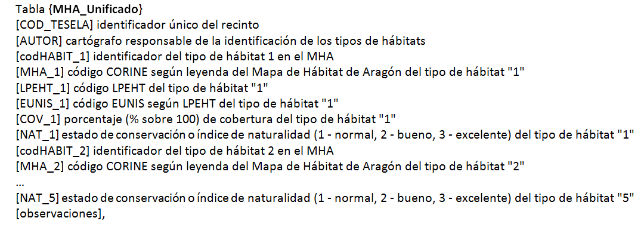 Tabla {MHA_Unificado}
[COD_TESELA] identificador único del recinto
[AUTOR] cartógrafo responsable de la identificación de los tipos de hábitats
[codHABIT_1] identificador del tipo de hábitat 1 en el MHA
[MHA_1] código CORINE según leyenda del Mapa de Hábitat de Aragón del tipo de hábitat "1"
[LPEHT_1] código LPEHT del tipo de hábitat "1"
[EUNIS_1] código EUNIS según LPEHT del tipo de hábitat "1"
[COV_1] porcentaje (% sobre 100) de cobertura del tipo de hábitat "1"
[NAT_1] estado de conservación o índice de naturalidad (1 - normal, 2 - bueno, 3 - excelente) del tipo de hábitat "1"
[codHABIT_2] identificador del tipo de hábitat 2 en el MHA
[MHA_2] código CORINE según leyenda del Mapa de Hábitat de Aragón del tipo de hábitat "2"
...
[NAT_5] estado de conservación o índice de naturalidad (1 - normal, 2 - bueno, 3 - excelente) del tipo de hábitat "5"
[observaciones],